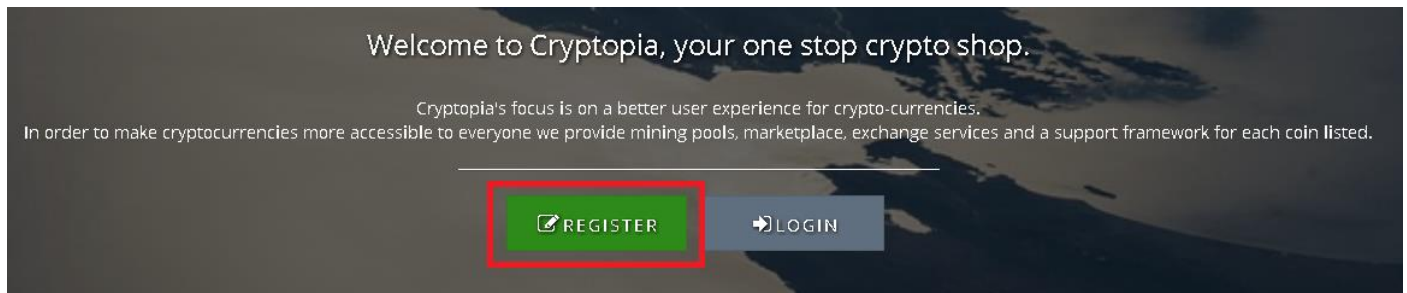 Welcome to Cryptopia, your one stop crypto shop.
Cryptopia's focus is on a better user experience for crypto-currencies.
In order to make cryptocurrencies more accessible to everyone we provide mining pools, marketplace, exchange services and a support framework for each coin listed.
REGISTER LOGIN